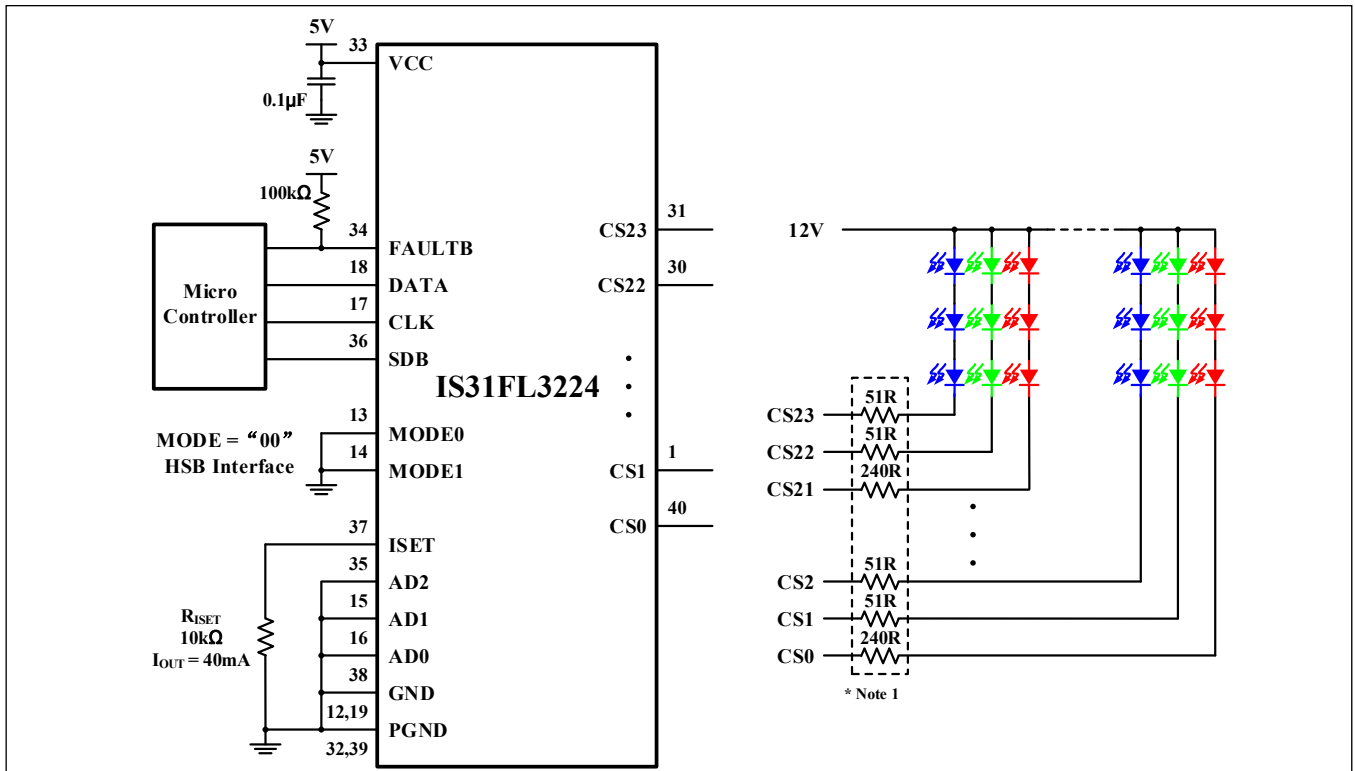 5V
33
VCC
0.1µF
5V
100kΩ
34
FAULTB
18
DATA
17
CLK
36
SDB
Micro
Controller
IS31FL3224
MODE = “00”
HSB Interface
13
MODE0
14
MODE1
37
ISET
35
AD2
15
AD1
16
AD0
38
GND
12,19
PGND
32,39
RISET
10kΩ
IOUT = 40mA
31
CS23
30
CS22
1
CS1
40
CS0
12V
51R
CS23
51R
CS22
240R
CS21
51R
CS2
51R
CS1
240R
CS0
* Note 1